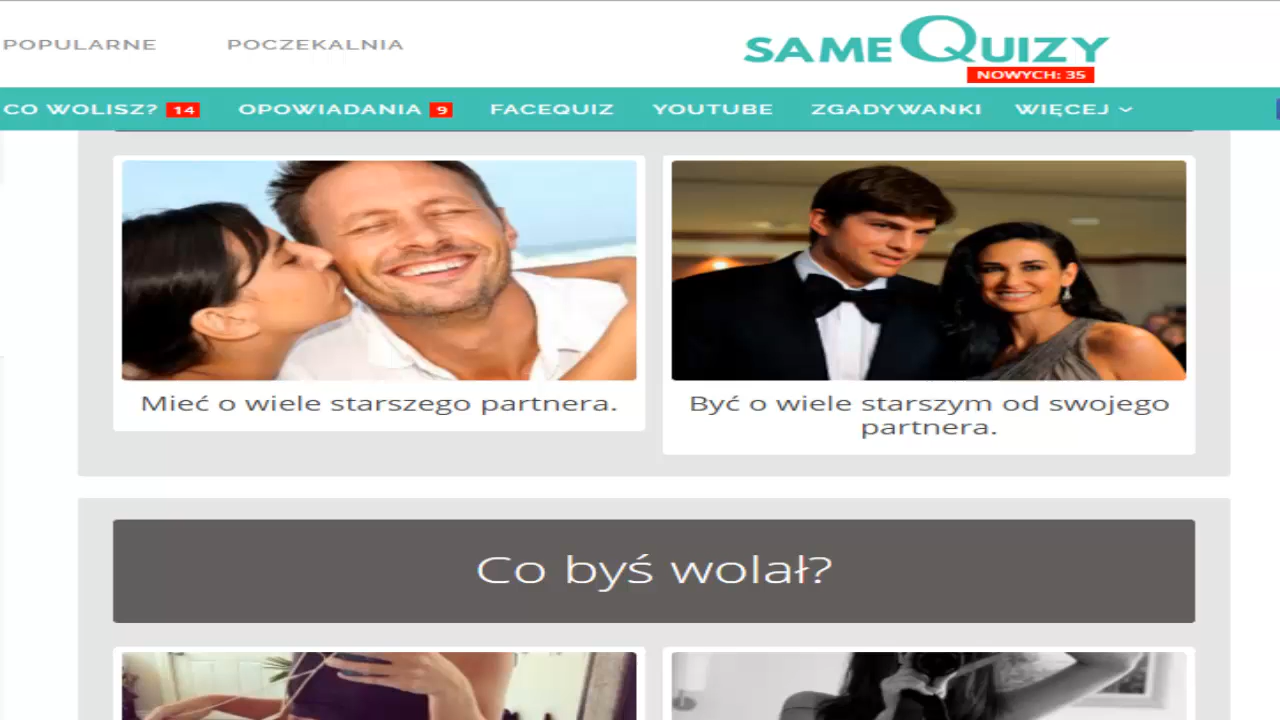 POPULARNE
POCZEKALNIA
SAMEQUIZY
NOWYCH: 35
CO WOLISZ? 14
OPOWIADANIA 9
FACEQUIZ
YOUTUBE
ZGADYWANKI
WIĘCEJ
Mieć o wiele starszego partnera.
Być o wiele starszym od swojego
partnera.
Co byś wolał?